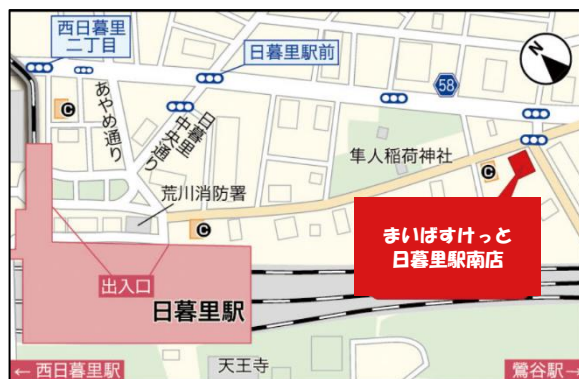 西日暮里
二丁目
日暮里駅前
N
58
あやめ通り
日暮里
中央通り
隼人稲荷神社
荒川消防署
まいばすけっと
日暮里駅南店
出入口
日暮里駅
天王寺
← 西日暮里駅
鶯谷駅→
C
C
C